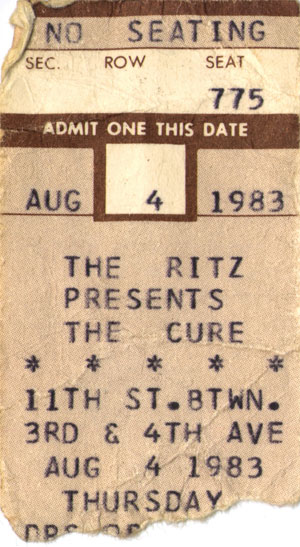 NO SEATING
SEC. ROW SEAT
775
ADMIT ONE THIS DATE
AUG 4 1983
THE RITZ
PRESENTS
THE CURE
* * * * *
11TH ST.BTWN.
3RD & 4TH AVE
AUG 4 1983
THURSDAY